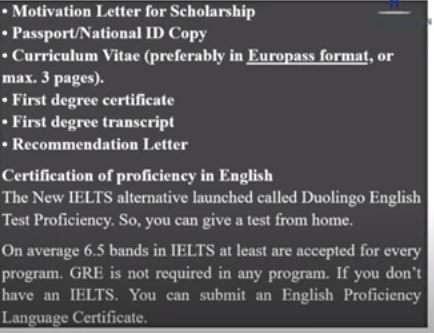 • Motivation Letter for Scholarship
• Passport/National ID Copy
• Curriculum Vitae (preferably in Europass format, or
max. 3 pages).
• First degree certificate
• First degree transcript
• Recommendation Letter
Certification of proficiency in English
The New IELTS alternative launched called Duolingo English
Test Proficiency. So, you can give a test from home.
On average 6.5 bands in IELTS at least are accepted for every
program. GRE is not required in any program. If you don't
have an IELTS. You can submit an English Proficiency
Language Certificate.